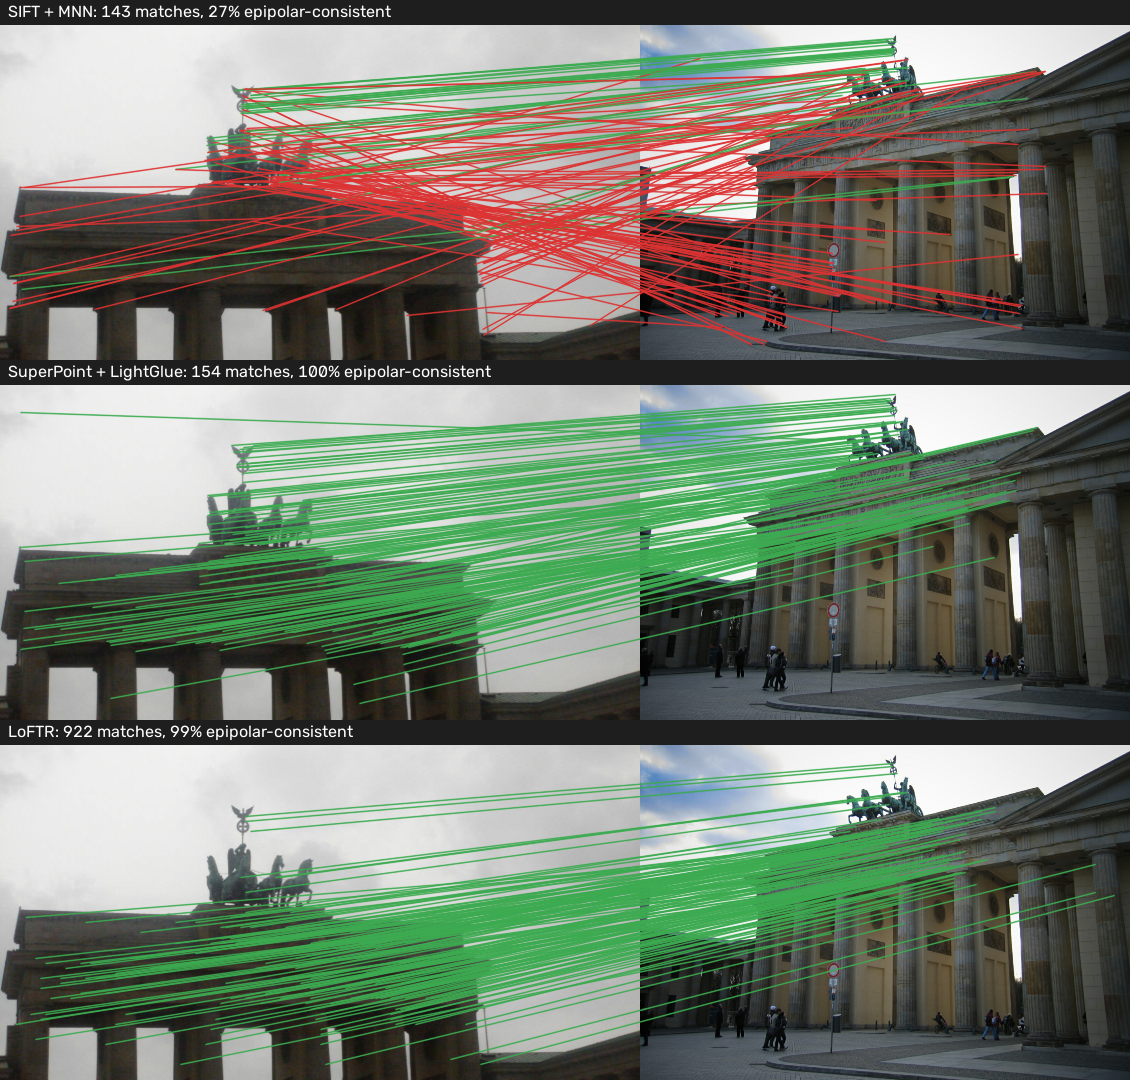 SIFT + MNN: 143 matches, 27% epipolar-consistent
SuperPoint + LightGlue: 154 matches, 100% epipolar-consistent
LoFTR: 922 matches, 99% epipolar-consistent